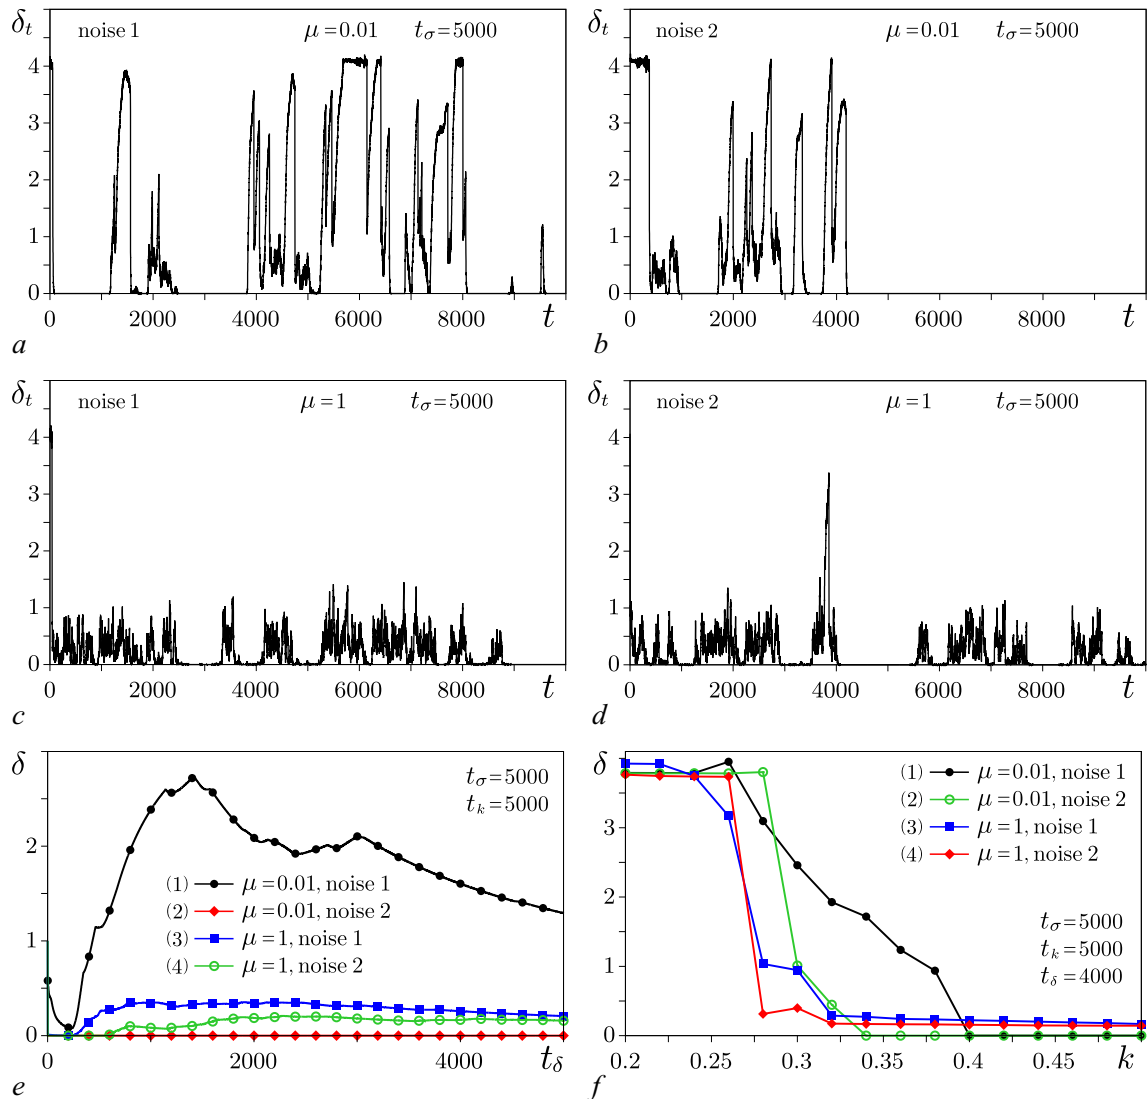 δt noise 1 μ=0.01 tσ=5000
4
3
2
1
0
0 2000 4000 6000 8000 t
a
δt noise 2 μ=0.01 tσ=5000
4
3
2
1
0
0 2000 4000 6000 8000 t
b
δt noise 1 μ=1 tσ=5000
4
3
2
1
0
0 2000 4000 6000 8000 t
c
δt noise 2 μ=1 tσ=5000
4
3
2
1
0
0 2000 4000 6000 8000 t
d
δ tσ=5000
tk=5000
2
(1) μ=0.01, noise 1
(2) μ=0.01, noise 2
(3) μ=1, noise 1
(4) μ=1, noise 2
1
0
0 2000 4000 tδ
e
δ (1) μ=0.01, noise 1
(2) μ=0.01, noise 2
(3) μ=1, noise 1
(4) μ=1, noise 2
3
2
tσ=5000
tk=5000
tδ=4000
1
0
0.2 0.25 0.3 0.35 0.4 0.45 k
f